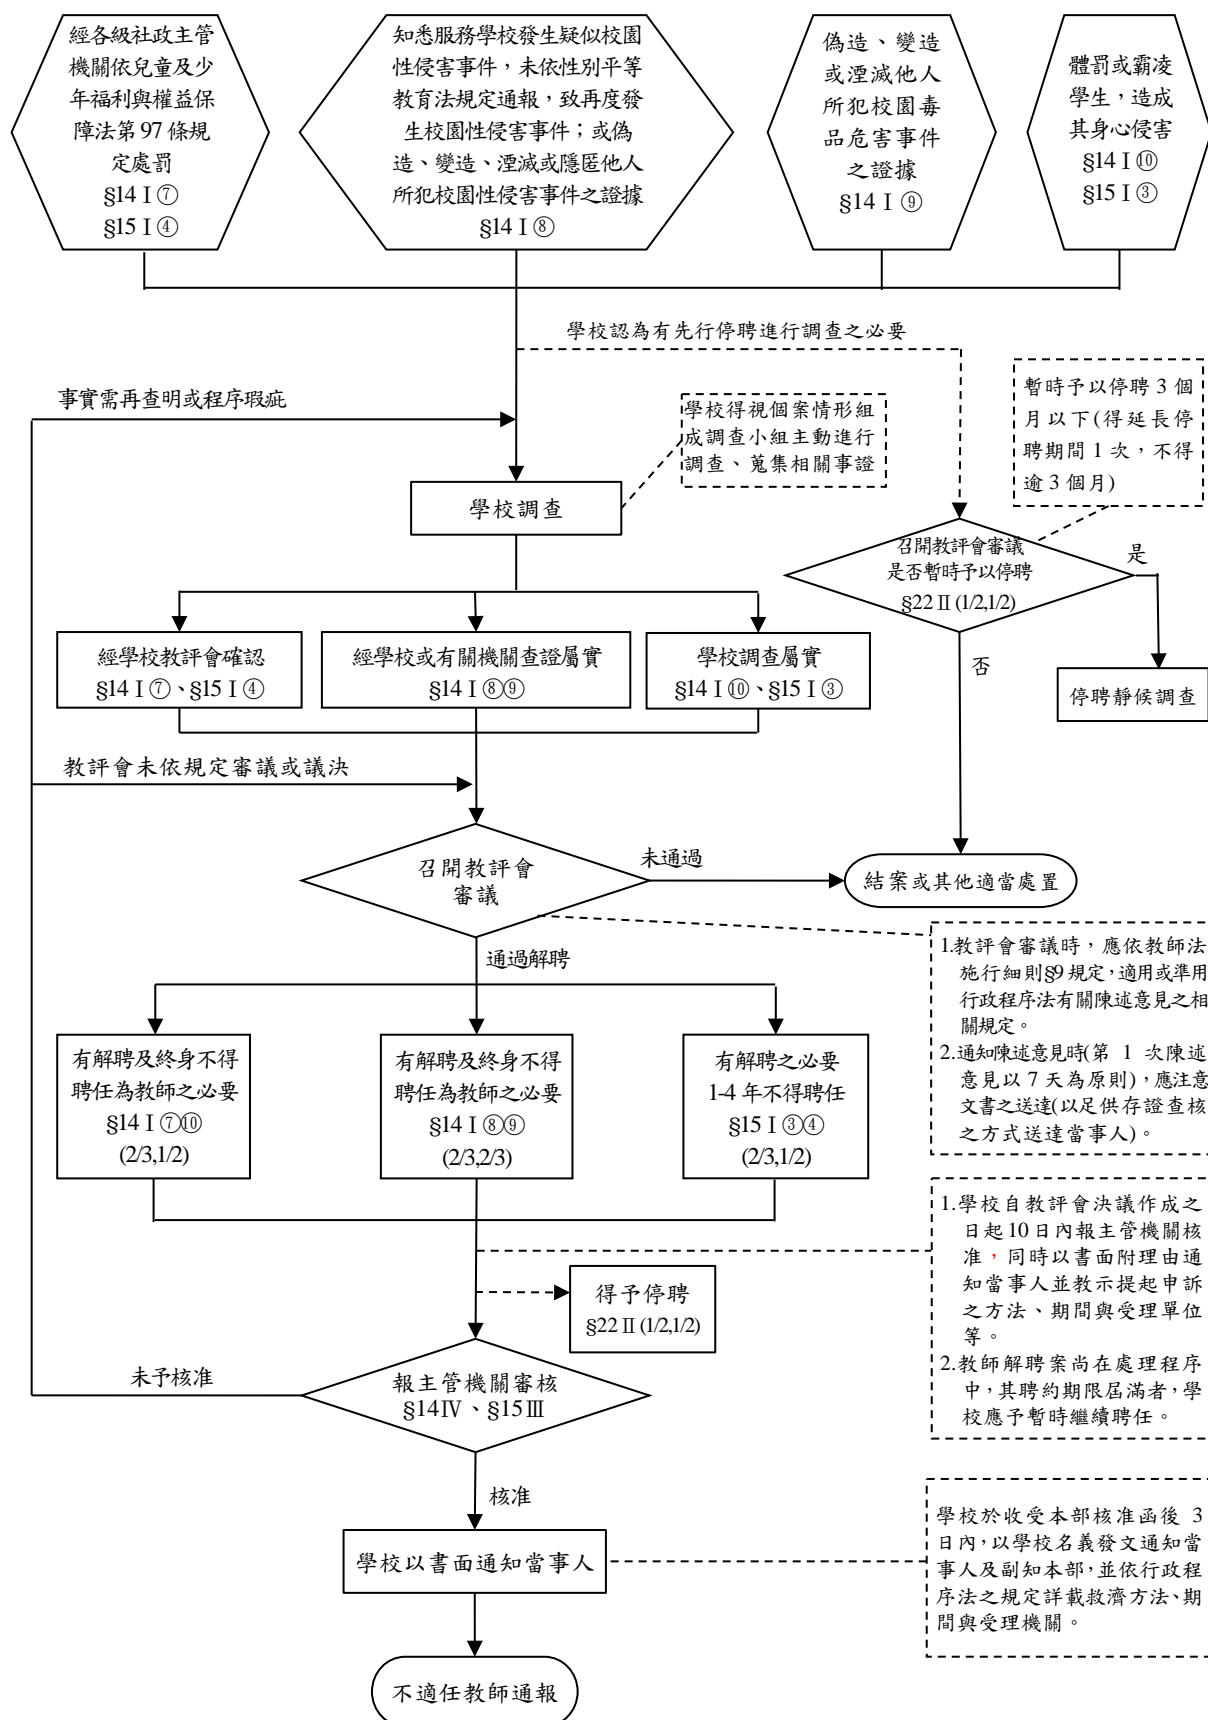 經各級社政主管
機關依兒童及少
年福利與權益保
障法第 97 條規
定處罰
§14 I ⑦
§15 I ④
知悉服務學校發生疑似校園
性侵害事件，未依性別平等
教育法規定通報，致再度發
生校園性侵害事件；或偽
造、變造、湮滅或隱匿他人
所犯校園性侵害事件之證據
§14 I ⑧
偽造、變造
或湮滅他人
所犯校園毒
品危害事件
之證據
§14 I ⑨
體罰或霸凌
學生，造成
其身心侵害
§14 I ⑩
§15 I ③
學校認為有先行停聘進行調查之必要
事實需再查明或程序瑕疵
學校得視個案情形組
成調查小組主動進行
調查、蒐集相關事證
暫時予以停聘 3 個
月以下(得延長停
聘期間 1 次，不得
逾 3 個月)
學校調查
召開教評會審議
是否暫時予以停聘
§22 II (1/2,1/2)
是
否
停聘靜候調查
經學校教評會確認
§14 I ⑦、§15 I ④
經學校或有關機關查證屬實
§14 I ⑧⑨
學校調查屬實
§14 I ⑩、§15 I ③
教評會未依規定審議或議決
召開教評會
審議
未通過
結案或其他適當處置
通過解聘
1.教評會審議時，應依教師法
施行細則§9 規定，適用或準用
行政程序法有關陳述意見之相
關規定。
2.通知陳述意見時(第 1 次陳述
意見以 7 天為原則)，應注意
文書之送達(以足供存證查核
之方式送達當事人)。
有解聘及終身不得
聘任為教師之必要
§14 I ⑦⑩
(2/3,1/2)
有解聘及終身不得
聘任為教師之必要
§14 I ⑧⑨
(2/3,2/3)
有解聘之必要
1-4 年不得聘任
§15 I ③④
(2/3,1/2)
1.學校自教評會決議作成之
日起 10 日內報主管機關核
准，同時以書面附理由通
知當事人並教示提起申訴
之方法、期間與受理單位
等。
2.教師解聘案尚在處理程序
中，其聘約期限屆滿者，學
校應予暫時繼續聘任。
得予停聘
§22 II (1/2,1/2)
未予核准
報主管機關審核
§14IV、§15III
核准
學校以書面通知當事人
學校於收受本部核准函後 3
日內，以學校名義發文通知當
事人及副知本部，並依行政程
序法之規定詳載救濟方法、期
間與受理機關。
不適任教師通報